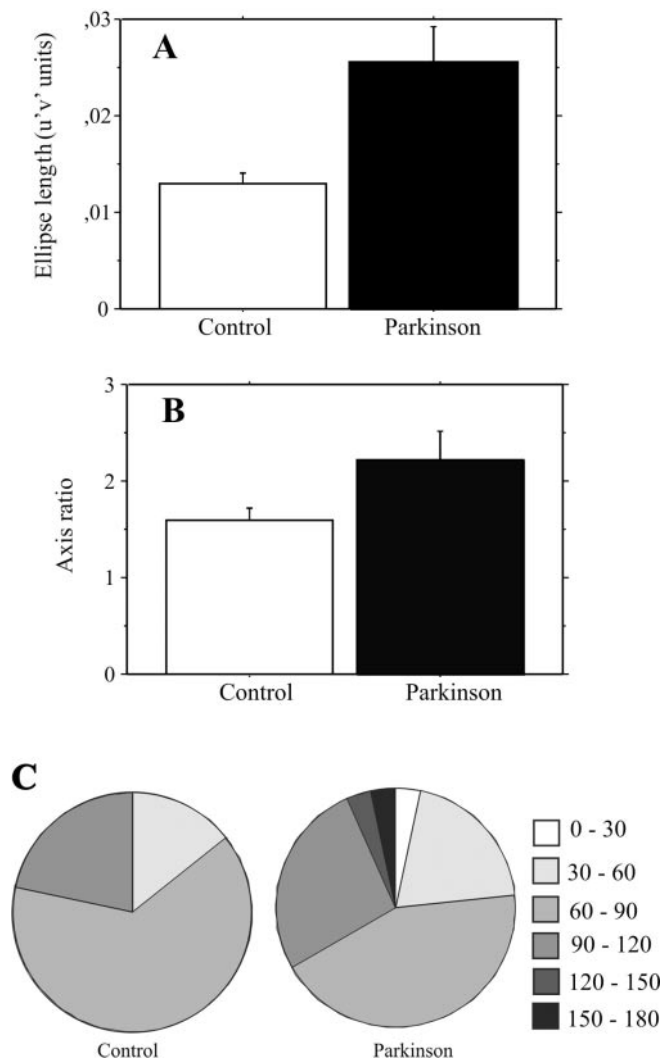 A
Ellipse length (u'v' units)
,03
,02
,01
0
Control Parkinson
B
Axis ratio
3
2
1
0
Control Parkinson
C
0 - 30
30 - 60
60 - 90
90 - 120
120 - 150
150 - 180
Control Parkinson